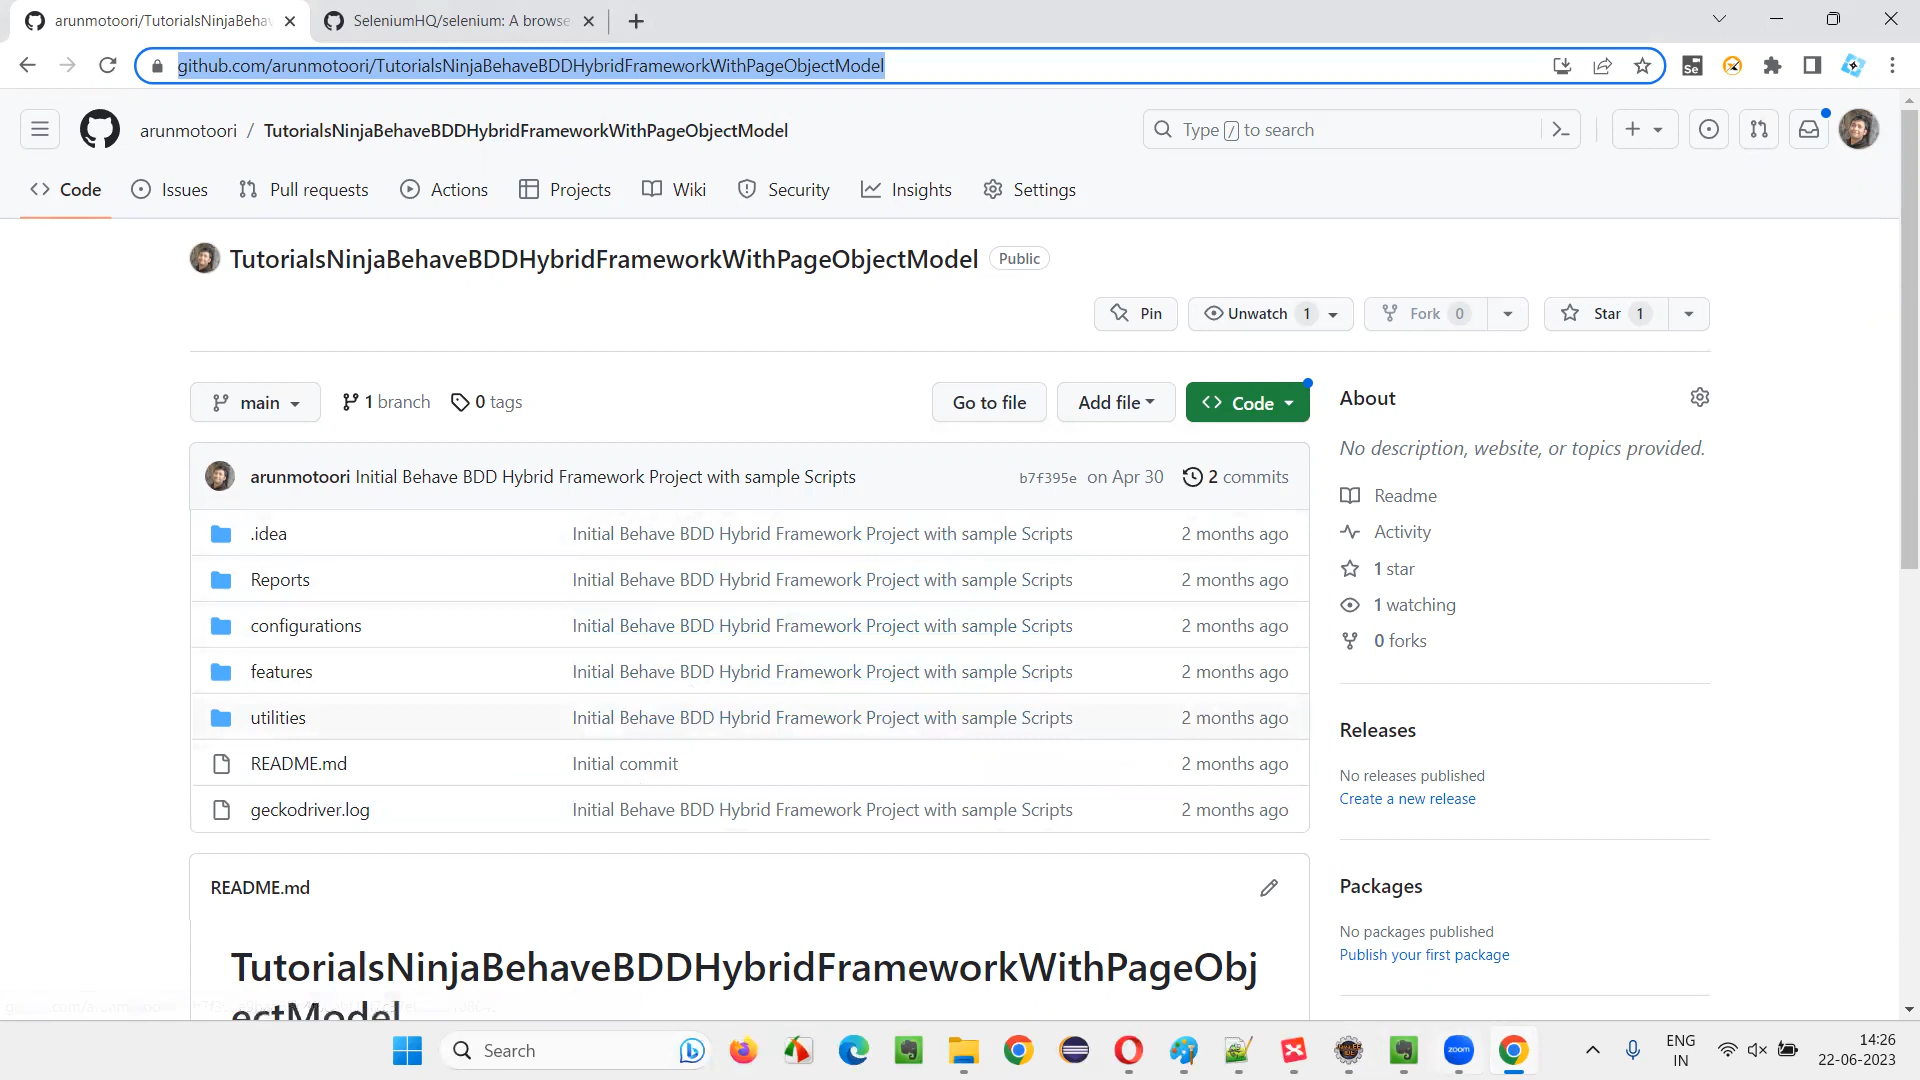 arunmotoori/TutorialsNinjaBehav
SeleniumHQ/selenium: A browse
github.com/arunmotoori/TutorialsNinjaBehaveBDDHybridFrameworkWithPageObjectModel
arunmotoori / TutorialsNinjaBehaveBDDHybridFrameworkWithPageObjectModel
Type / to search
Code
Issues
Pull requests
Actions
Projects
Wiki
Security
Insights
Settings
TutorialsNinjaBehaveBDDHybridFrameworkWithPageObjectModel Public
Pin
Unwatch 1
Fork 0
Star 1
main
1 branch
0 tags
Go to file
Add file
Code
arunmotoori Initial Behave BDD Hybrid Framework Project with sample Scripts b7f395e on Apr 30 2 commits
.idea Initial Behave BDD Hybrid Framework Project with sample Scripts 2 months ago
Reports Initial Behave BDD Hybrid Framework Project with sample Scripts 2 months ago
configurations Initial Behave BDD Hybrid Framework Project with sample Scripts 2 months ago
features Initial Behave BDD Hybrid Framework Project with sample Scripts 2 months ago
utilities Initial Behave BDD Hybrid Framework Project with sample Scripts 2 months ago
README.md Initial commit 2 months ago
geckodriver.log Initial Behave BDD Hybrid Framework Project with sample Scripts 2 months ago
README.md
TutorialsNinjaBehaveBDDHybridFrameworkWithPageObj
ectModel
About
No description, website, or topics provided.
Readme
Activity
1 star
1 watching
0 forks
Releases
No releases published
Create a new release
Packages
No packages published
Publish your first package
Search
zoom
ENG
IN
14:26
22-06-2023